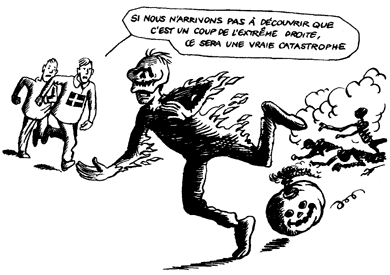 SI NOUS N'ARRIVONS PAS À DÉCOUVRIR QUE
C'EST UN COUP DE L'EXTRÊME DROITE,
CE SERA UNE VRAIE CATASTROPHE